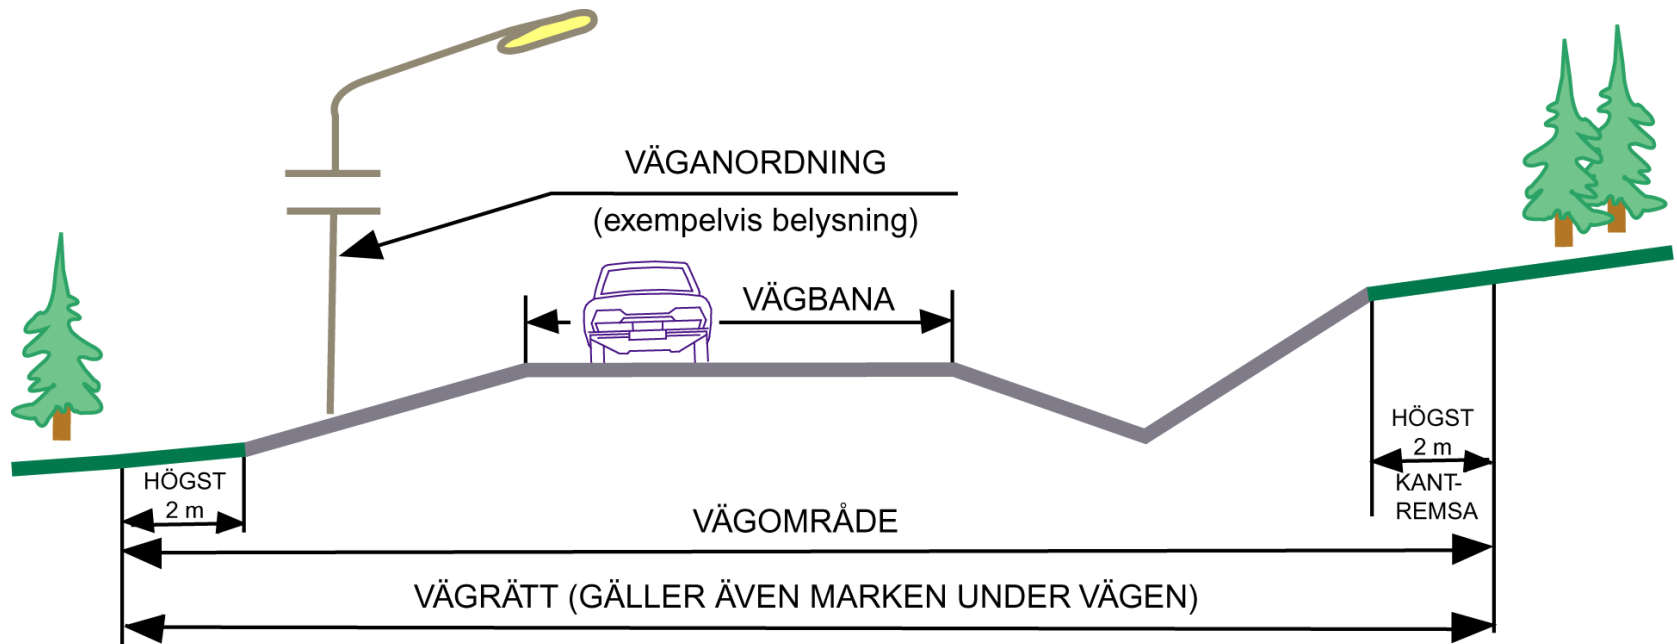 VÄGANORDNING
(exempelvis belysning)
VÄGBANA
HÖGST
2 m
KANT-
REMSA
HÖGST
2 m
VÄGOMRÅDE
VÄGRÄTT (GÄLLER ÄVEN MARKEN UNDER VÄGEN)